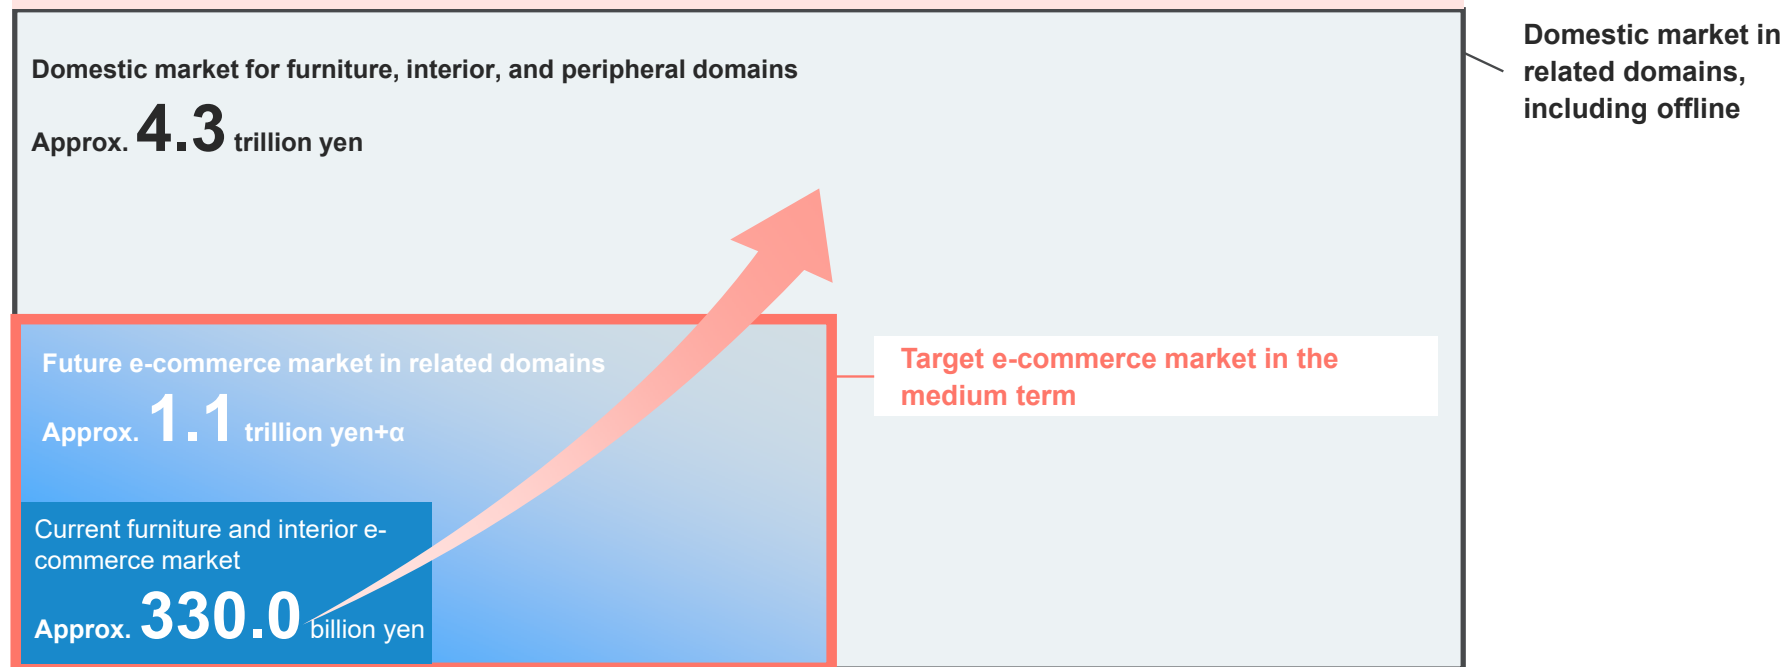 Domestic market for furniture, interior, and peripheral domains
Approx. 4.3 trillion yen
Domestic market in
related domains,
including offline
Future e-commerce market in related domains
Approx. 1.1 trillion yen+α
Target e-commerce market in the
medium term
Current furniture and interior e-
commerce market
Approx. 330.0 billion yen